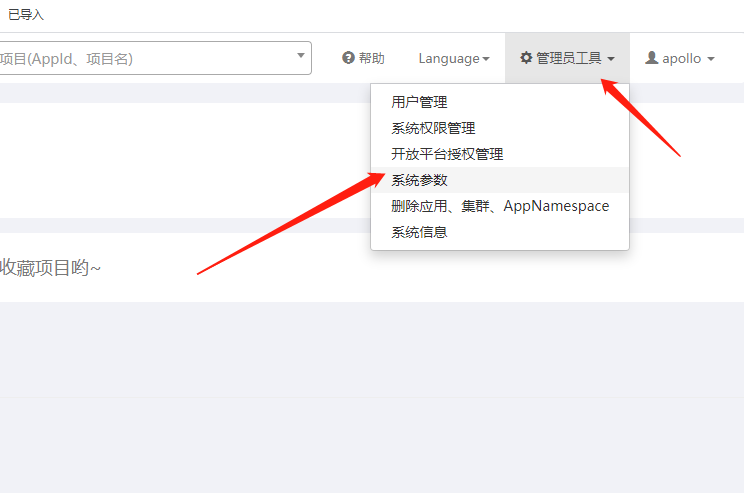 已导入
项目(AppId、项目名)
帮助
Language
管理员工具
apollo
用户管理
系统权限管理
开放平台授权管理
系统参数
删除应用、集群、AppNamespace
系统信息
收藏项目哟~